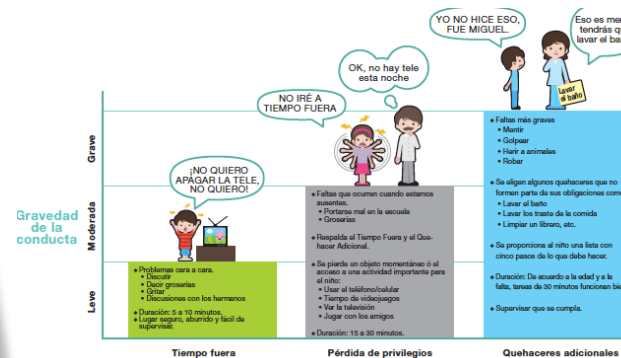 YO NO HICE ESO,
FUE MIGUEL.
Eso es
tendrás
lavar el
OK, no hay tele
esta noche
NO IRÉ A
TIEMPO FUERA
¡NO QUIERO
APAGAR LA TELE,
NO QUIERO!
Lavar
el baño
Gravedad
de la
conducta
Grave
Moderada
Leve
• Problemas cara a cara.
• Discutir
• Decir groserías
• Gritar
• Discusiones con los hermanos
• Duración: 5 a 10 minutos.
• Lugar seguro, aburrido y fácil de
supervisar.
• Faltas que ocurren cuando estamos
ausentes.
• Portarse mal en la escuela
• Groserías
• Respalda el Tiempo Fuera y el Que-
hacer Adicional.
• Se pierde un objeto momentáneo ó el
acceso a una actividad importante para
el niño:
• Usar el teléfono/celular
• Tiempo de videojuegos
• Ver la televisión
• Jugar con los amigos
• Duración: 15 a 30 minutos.
• Faltas más graves
• Mentir
• Golpear
• Herir a animales
• Robar
• Se eligen algunos quehaceres que no
formen parte de sus obligaciones
• Lavar el baño
• Lavar los traste de la comida
• Limpiar un librero, etc.
• Se proporciona al niño una lista con
cinco pasos de lo que debe hacer.
• Duración: De acuerdo a la edad y a la
falta, tareas de 30 minutos funcionan
• Supervisar que se cumpla.
Tiempo fuera
Pérdida de privilegios
Quehaceres adicionales